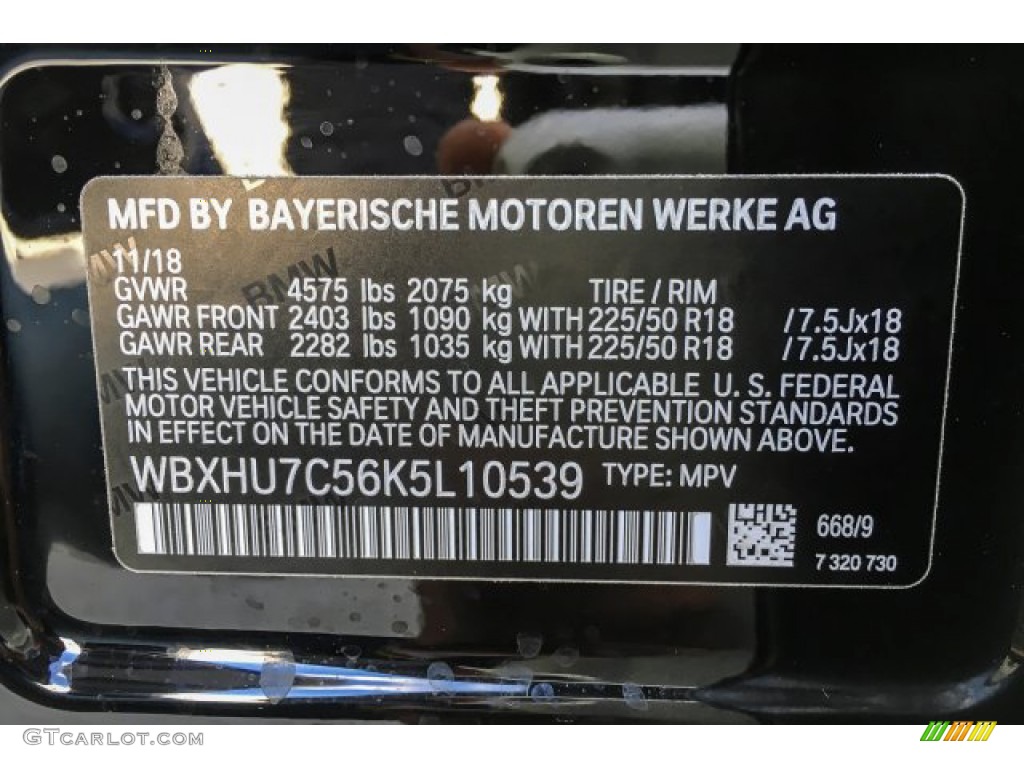 MFD BY BAYERISCHE MOTOREN WERKE AG
11/18
GVWR 4575 lbs 2075 kg TIRE / RIM
GAWR FRONT 2403 lbs 1090 kg WITH 225/50 R18 /7.5Jx18
GAWR REAR 2282 lbs 1035 kg WITH 225/50 R18 /7.5Jx18
THIS VEHICLE CONFORMS TO ALL APPLICABLE U. S. FEDERAL
MOTOR VEHICLE SAFETY AND THEFT PREVENTION STANDARDS
IN EFFECT ON THE DATE OF MANUFACTURE SHOWN ABOVE.
WBXHU7C56K5L10539 TYPE: MPV
668/9
7 320 730
BMW
GTCARLOT.COM